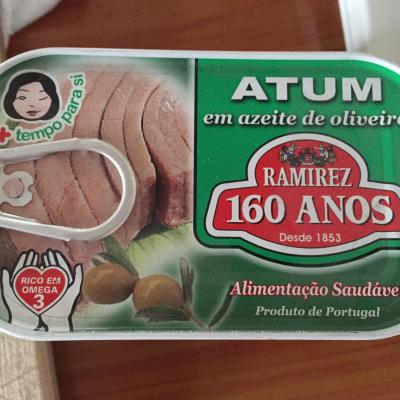 ATUM
em azeite de oliveira
+ tempo para si
RAMIREZ
160 ANOS
Desde 1853
RICO EM
OMEGA
3
Alimentação Saudáve
Produto de Portugal